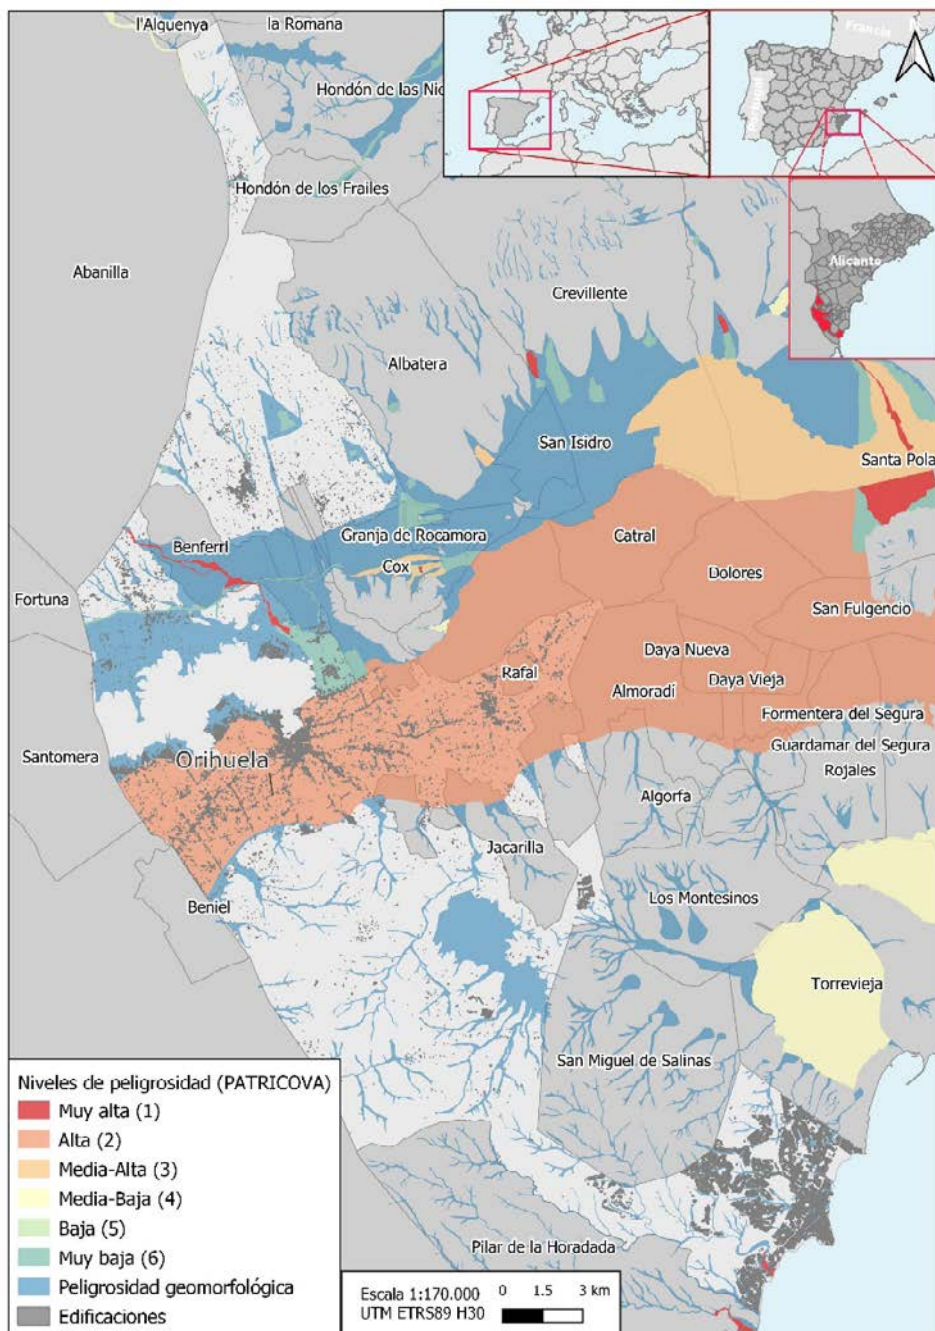 l'Alquenya
la Romana
Hondón de las Nie
Hondón de los Frailes
Francia
Portugal
Alicante
Abanilla
Crevillente
Albatera
San Isidro
Santa Pola
Granja de Rocamora
Catral
Benferri
Cox
Dolores
Fortuna
San Fulgencio
Daya Nueva
Rafal
Daya Vieja
Almoradí
Formentera del Segura
Santomera
Orihuela
Guardamar del Segura
Rojales
Algorfa
Jacarilla
Beniel
Los Montesinos
Torrevieja
San Miguel de Salinas
Pilar de la Horadada
Niveles de peligrosidad (PATRICOVA)
Muy alta (1)
Alta (2)
Media-Alta (3)
Media-Baja (4)
Baja (5)
Muy baja (6)
Peligrosidad geomorfológica
Edificaciones
Escala 1:170.000
UTM ETRS89 H30
0 1.5 3 km